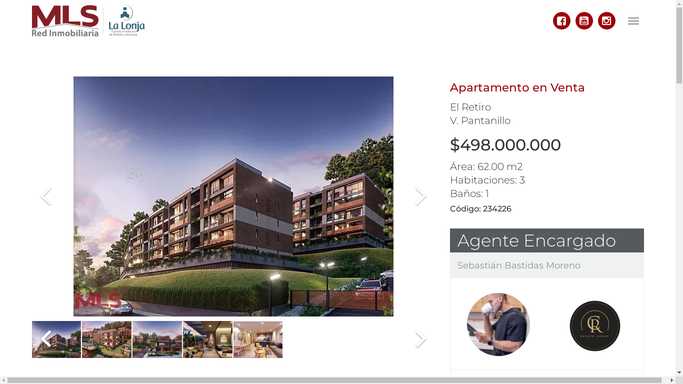 MLS
Red Inmobiliaria
La Lonja
Apartamento en Venta
El Retiro
V. Pantanillo
$498.000.000
Área: 62.00 m2
Habitaciones: 3
Baños: 1
Código: 234226
Agente Encargado
Sebastián Bastidas Moreno
MLS